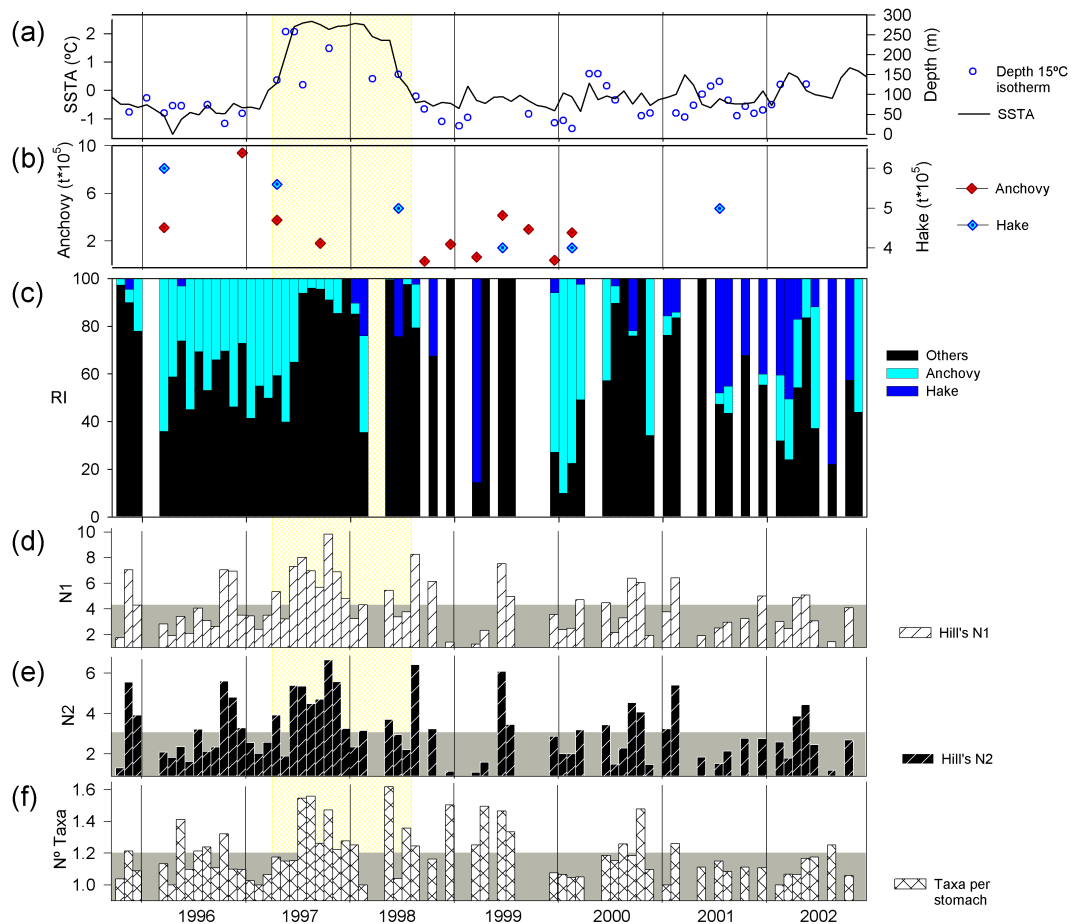 (a)
SSTA (ºC)
2
1
0
-1
300
250
200
150
100
50
0
Depth (m)
Depth 15ºC
isotherm
SSTA
(b)
Anchovy (t*10⁵)
10
6
2
6
5
4
Hake (t*10⁵)
Anchovy
Hake
(c)
RI
100
80
60
40
20
0
Others
Anchovy
Hake
(d)
N1
10
8
6
4
2
Hill's N1
(e)
N2
6
4
2
Hill's N2
(f)
Nº Taxa
1.6
1.4
1.2
1.0
Taxa per
stomach
1996 1997 1998 1999 2000 2001 2002